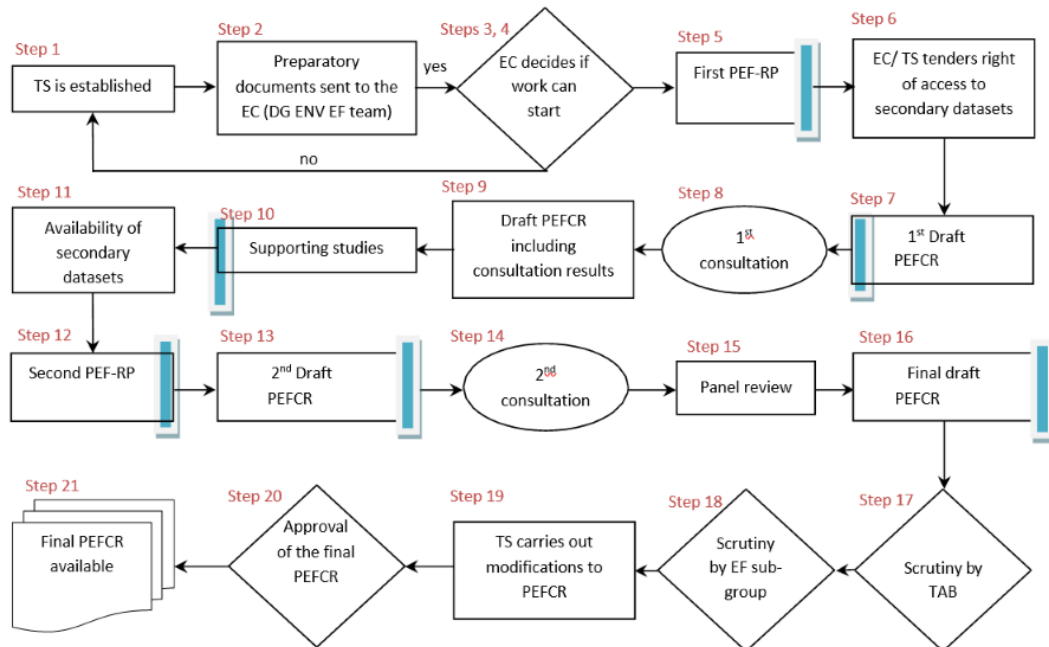 Step 1
TS is established
Step 2
Preparatory
documents sent to the
EC (DG ENV EF team)
yes
Steps 3, 4
EC decides if
work can
start
no
Step 5
First PEF-RP
Step 6
EC/ TS tenders right
of access to
secondary datasets
Step 7
1st Draft
PEFCR
Step 8
1st
consultation
Step 9
Draft PEFCR
including
consultation results
Step 10
Supporting studies
Step 11
Availability of
secondary
datasets
Step 12
Second PEF-RP
Step 13
2nd Draft
PEFCR
Step 14
2nd
consultation
Step 15
Panel review
Step 16
Final draft
PEFCR
Step 17
Scrutiny by
TAB
Step 18
Scrutiny
by EF sub-
group
Step 19
TS carries out
modifications to
PEFCR
Step 20
Approval
of the final
PEFCR
Step 21
Final PEFCR
available